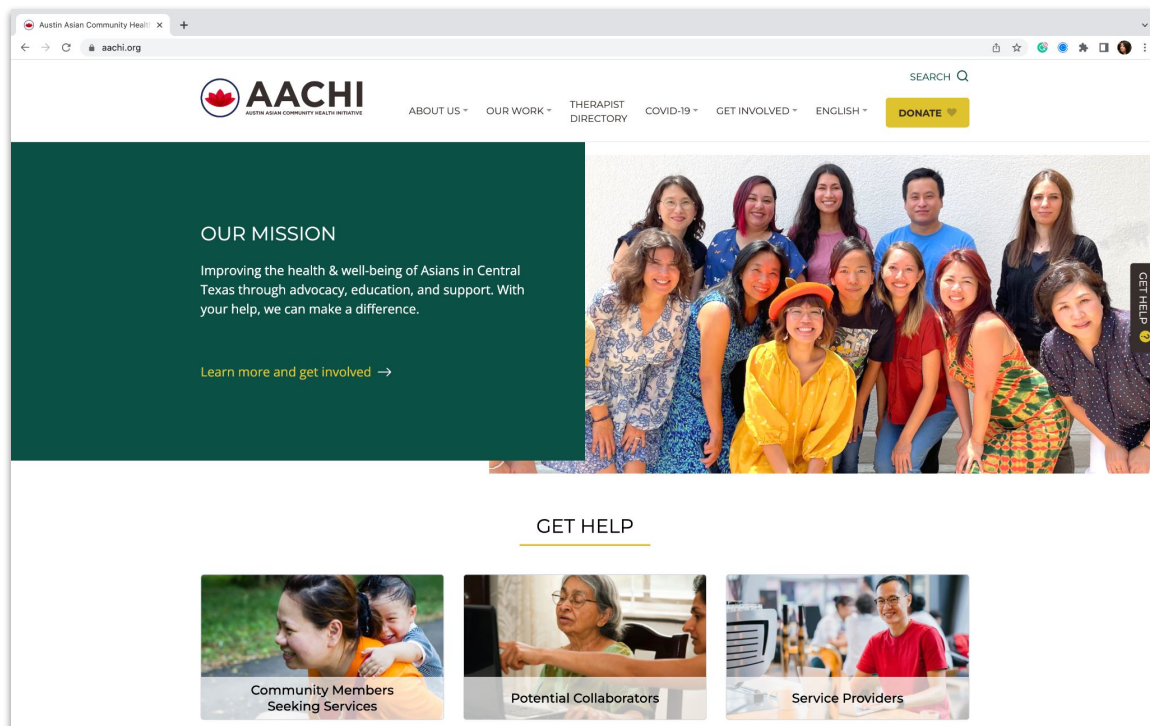 Austin Asian Community Healt
aachi.org
SEARCH
AACHI
AUSTIN ASIAN COMMUNITY HEALTH INITIATIVE
ABOUT US
OUR WORK
THERAPIST
DIRECTORY
COVID-19
GET INVOLVED
ENGLISH
DONATE
OUR MISSION
Improving the health & well-being of Asians in Central
Texas through advocacy, education, and support. With
your help, we can make a difference.
Learn more and get involved →
GET HELP ?
GET HELP
Community Members
Seeking Services
Potential Collaborators
Service Providers